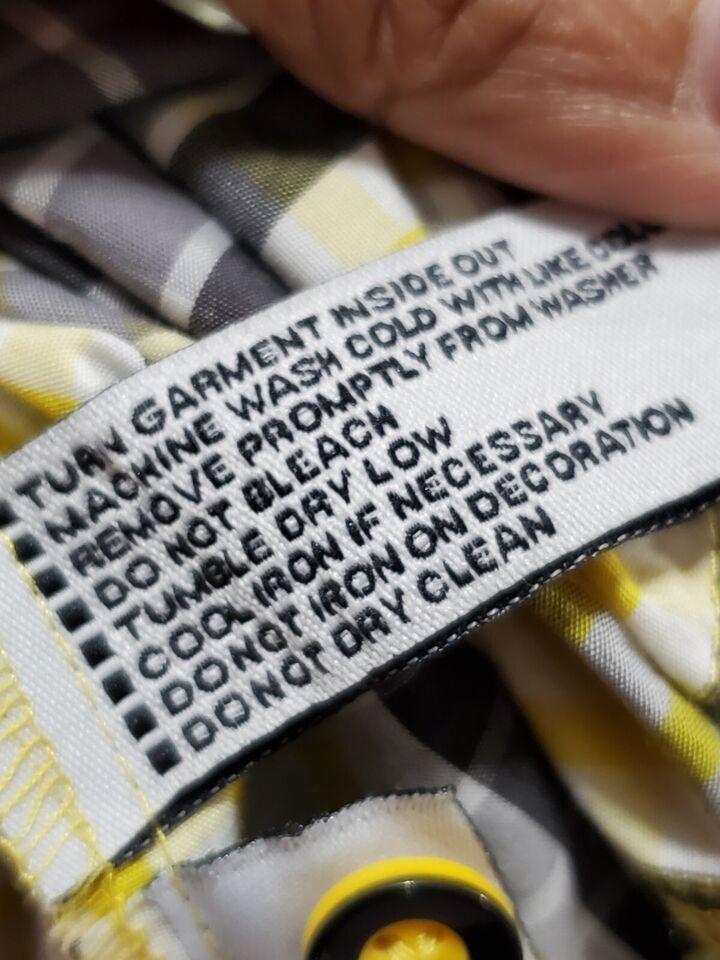 TURN GARMENT INSIDE OUT
MACHINE WASH COLD WITH LIKE
REMOVE PROMPTLY FROM WASHER
DO NOT BLEACH
TUMBLE DRY LOW
COOL IRON IF NECESSARY
DO NOT IRON ON DECORATION
DO NOT DRY CLEAN